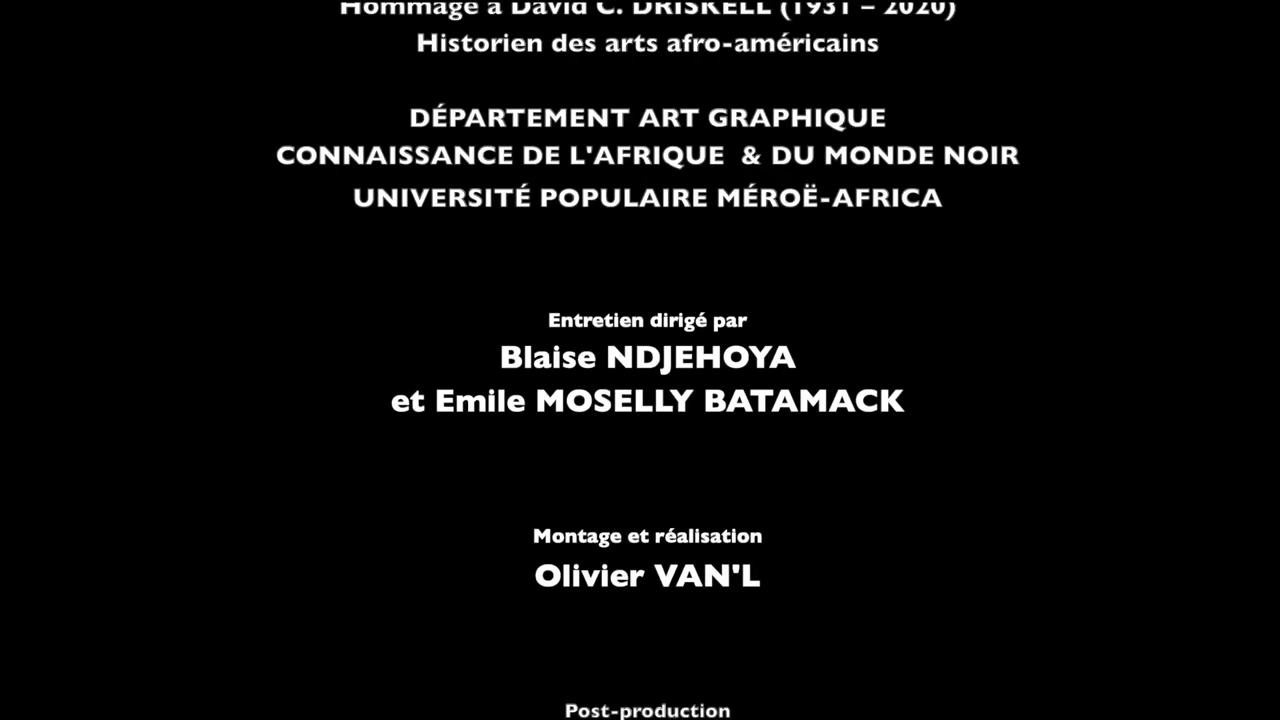 Hommage à David C. DRISKELL (1931 – 2020)
Historien des arts afro-américains
DÉPARTEMENT ART GRAPHIQUE
CONNAISSANCE DE L'AFRIQUE & DU MONDE NOIR
UNIVERSITÉ POPULAIRE MÉROË-AFRICA
Entretien dirigé par
Blaise NDJEHOYA
et Emile MOSELLY BATAMACK
Montage et réalisation
Olivier VAN'L
Post-production